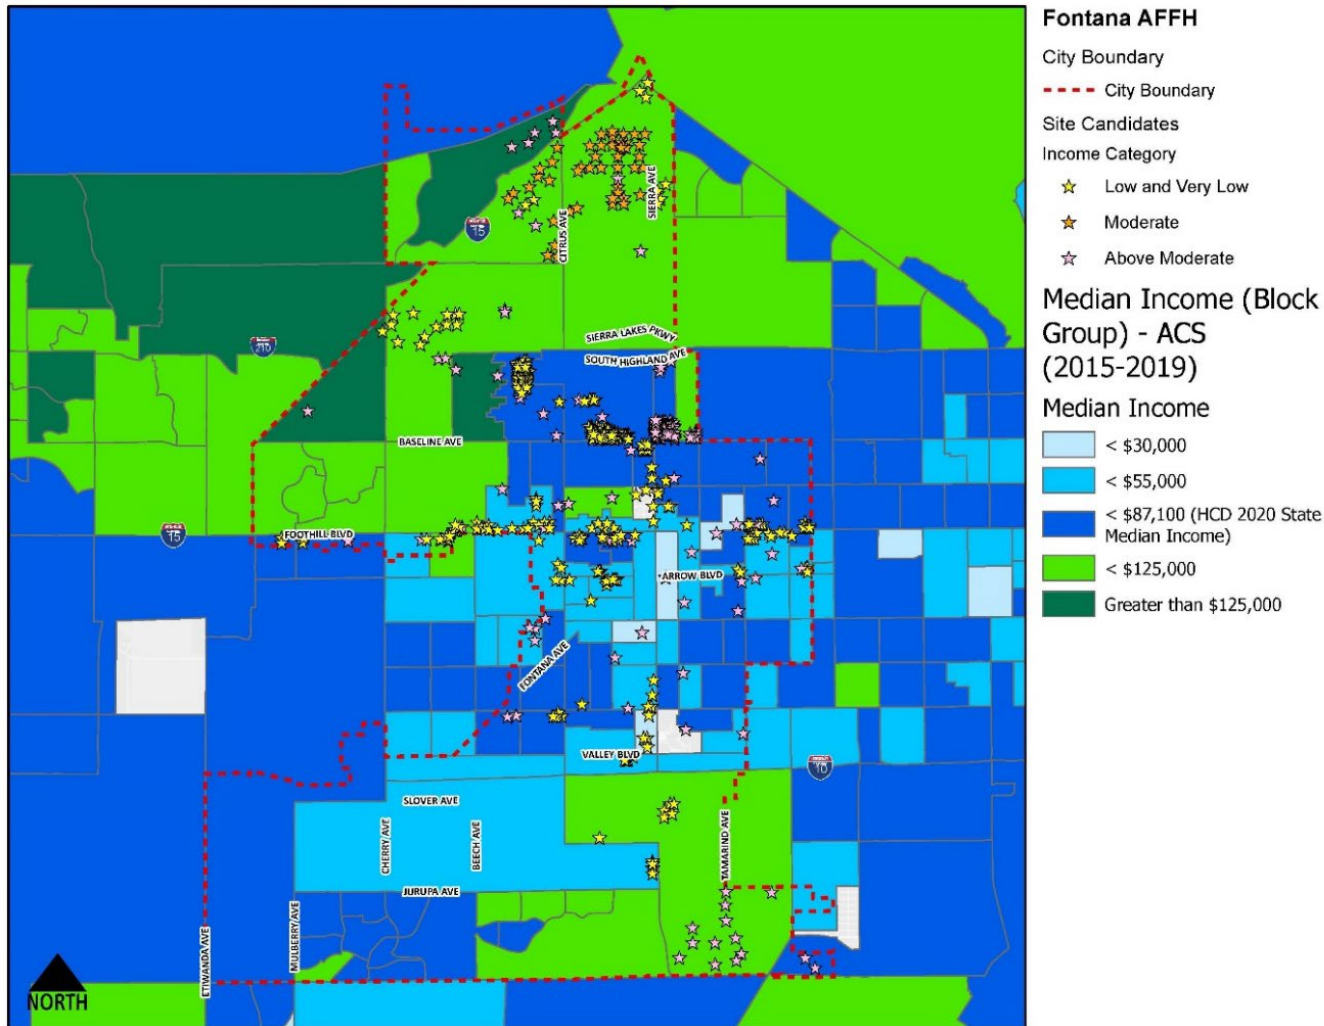 Fontana AFFH
City Boundary
City Boundary
Site Candidates
Income Category
Low and Very Low
Moderate
Above Moderate
Median Income (Block
Group) - ACS
(2015-2019)
Median Income
< $30,000
< $55,000
< $87,100 (HCD 2020 State
Median Income)
< $125,000
Greater than $125,000
SIERRA AVE
CITRUS AVE
15
SIERRA LAKES PKWY
SOUTH HIGHLAND AVE
210
BASELINE AVE
15
FOOTHILL BLVD
ARROW BLVD
FONTANA AVE
VALLEY BLVD
10
SLOVER AVE
CHERRY AVE
BEECH AVE
TAMARIND AVE
JURUPA AVE
MULBERRY AVE
ETIWANDA AVE
NORTH